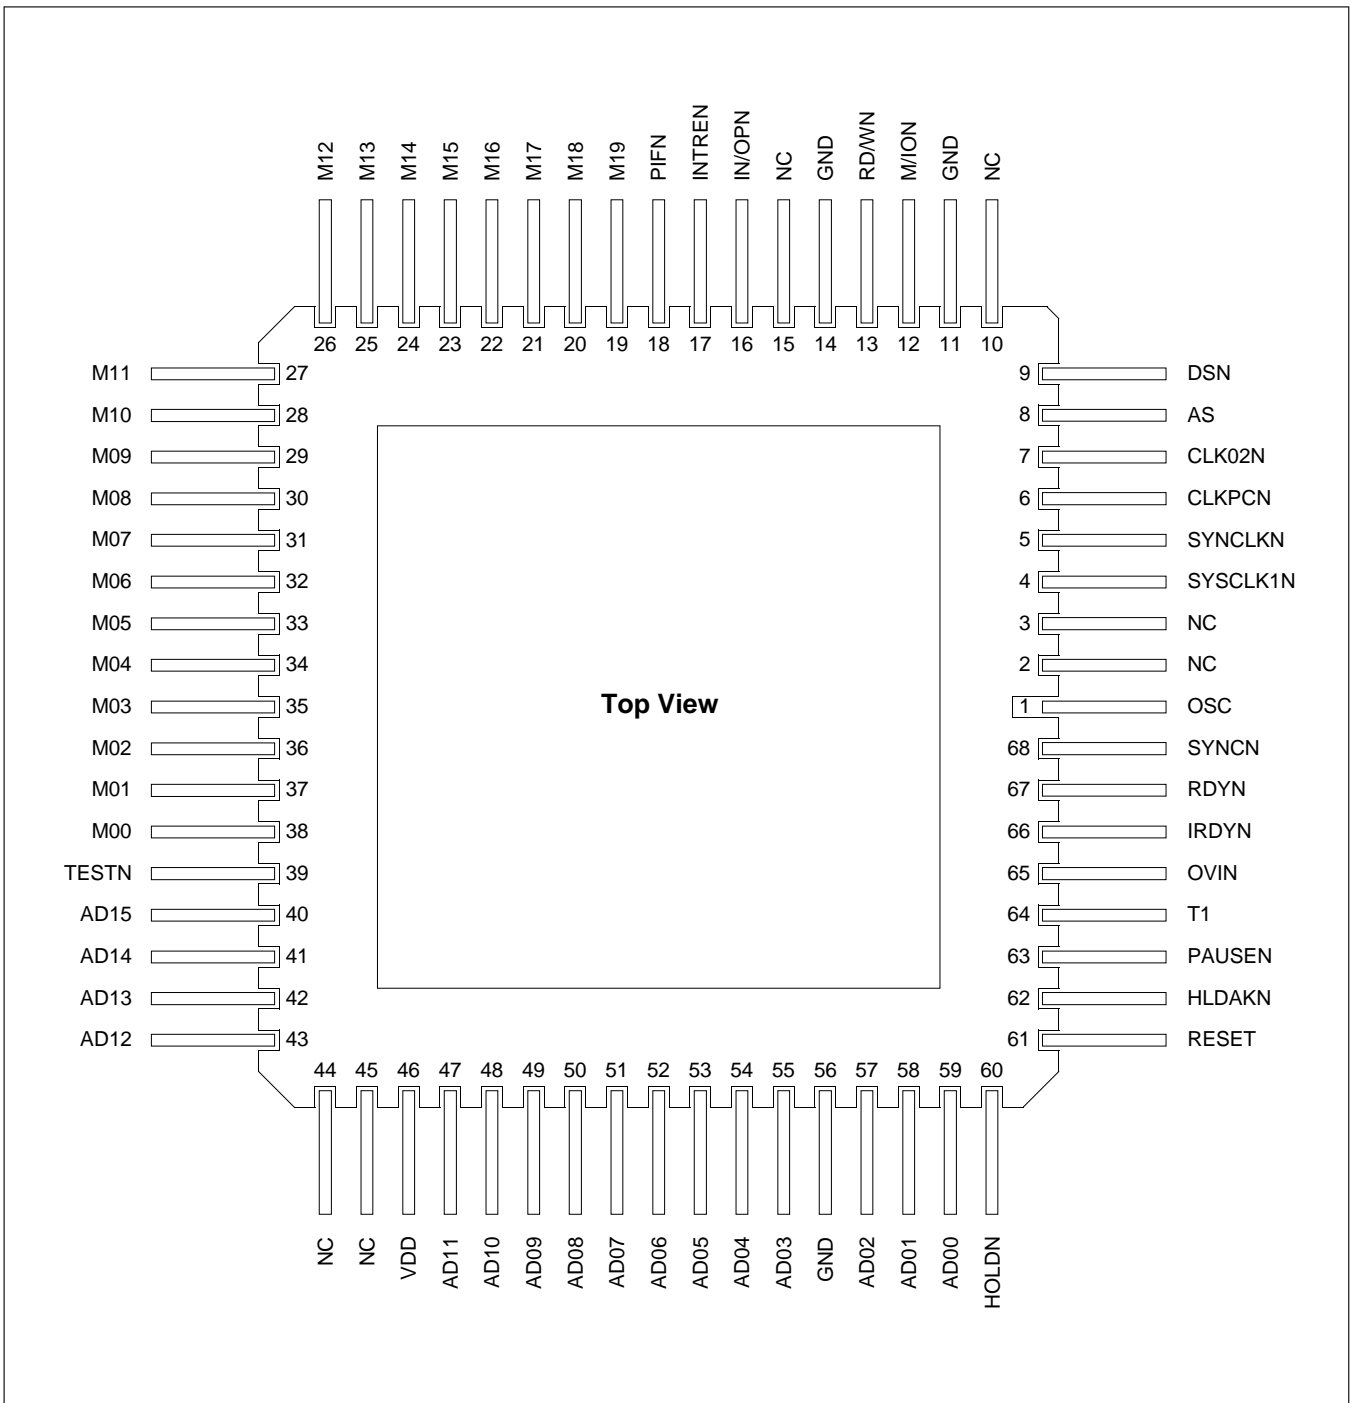 M12 M13 M14 M15 M16 M17 M18 M19 PIFN INTREN IN/OPN NC GND RD/WN M/ION GND NC
26 25 24 23 22 21 20 19 18 17 16 15 14 13 12 11 10
M11 27 9 DSN
M10 28 8 AS
M09 29 7 CLK02N
M08 30 6 CLKPCN
M07 31 5 SYNCLKN
M06 32 4 SYSCLK1N
M05 33 3 NC
M04 34 2 NC
M03 35 Top View 1 OSC
M02 36 68 SYNCN
M01 37 67 RDYN
M00 38 66 IRDYN
TESTN 39 65 OVIN
AD15 40 64 T1
AD14 41 63 PAUSEN
AD13 42 62 HLDAKN
AD12 43 61 RESET
44 45 46 47 48 49 50 51 52 53 54 55 56 57 58 59 60
NC NC VDD AD11 AD10 AD09 AD08 AD07 AD06 AD05 AD04 AD03 GND AD02 AD01 AD00 HOLDN